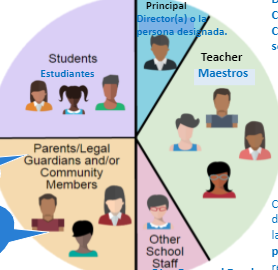 Principal
Director(a) o la
persona designada.
Students
Estudiantes
Teacher
Maestros
Parents/Legal
Guardians and/or
Community
Members
Other
School
Staff